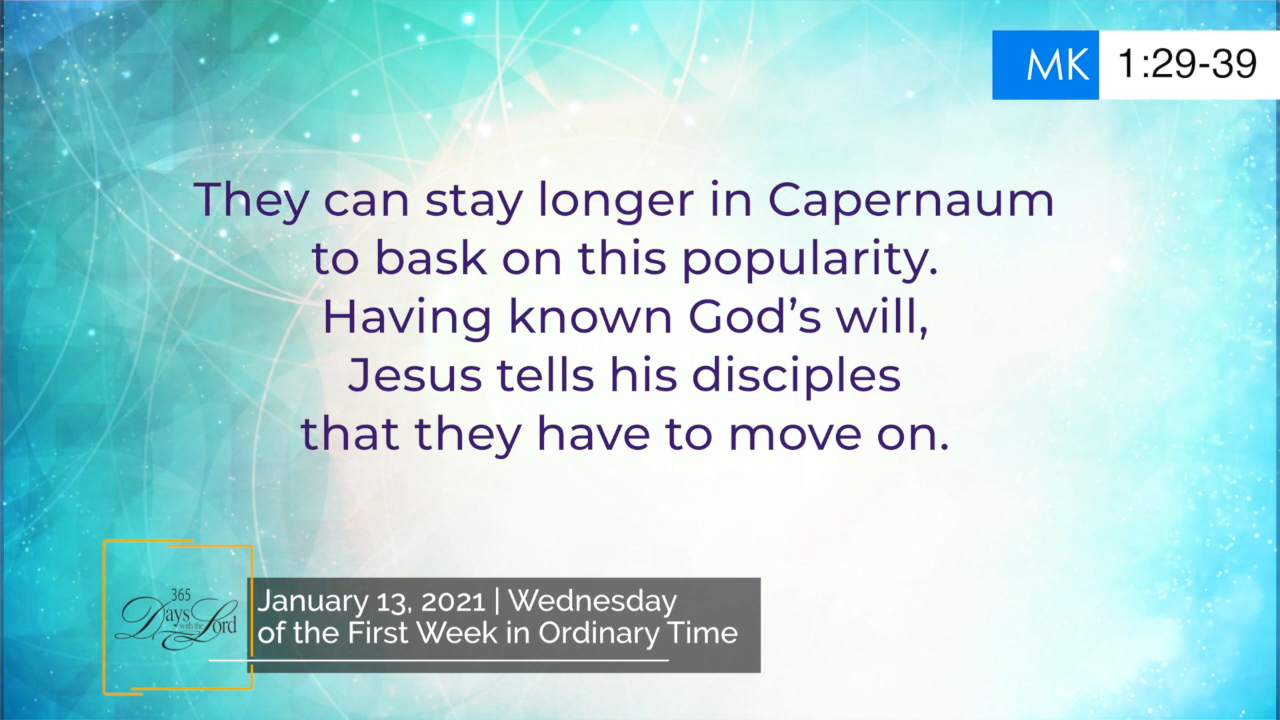 MK 1:29-39
They can stay longer in Capernaum
to bask on this popularity.
Having known God’s will,
Jesus tells his disciples
that they have to move on.
365
Days with the Lord
January 13, 2021 | Wednesday
of the First Week in Ordinary Time